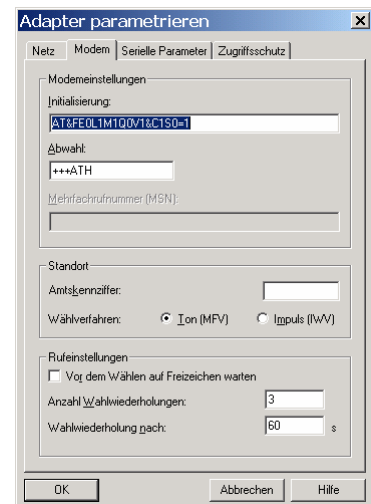 Adapter parametrieren
Netz Modem Serielle Parameter Zugriffsschutz
Modemeinstellungen
Initialisierung:
AT&FE0L1M1Q0V1&C1S0=1
Abwahl:
+++ATH
Mehrfachrufnummer (MSN):
Standort
Amtskennziffer:
Wählverfahren: Ton (MFV) Impuls (IWV)
Rufeinstellungen
Vor dem Wählen auf Freizeichen warten
Anzahl Wahlwiederholungen: 3
Wahlwiederholung nach: 60 s
OK Abbrechen Hilfe